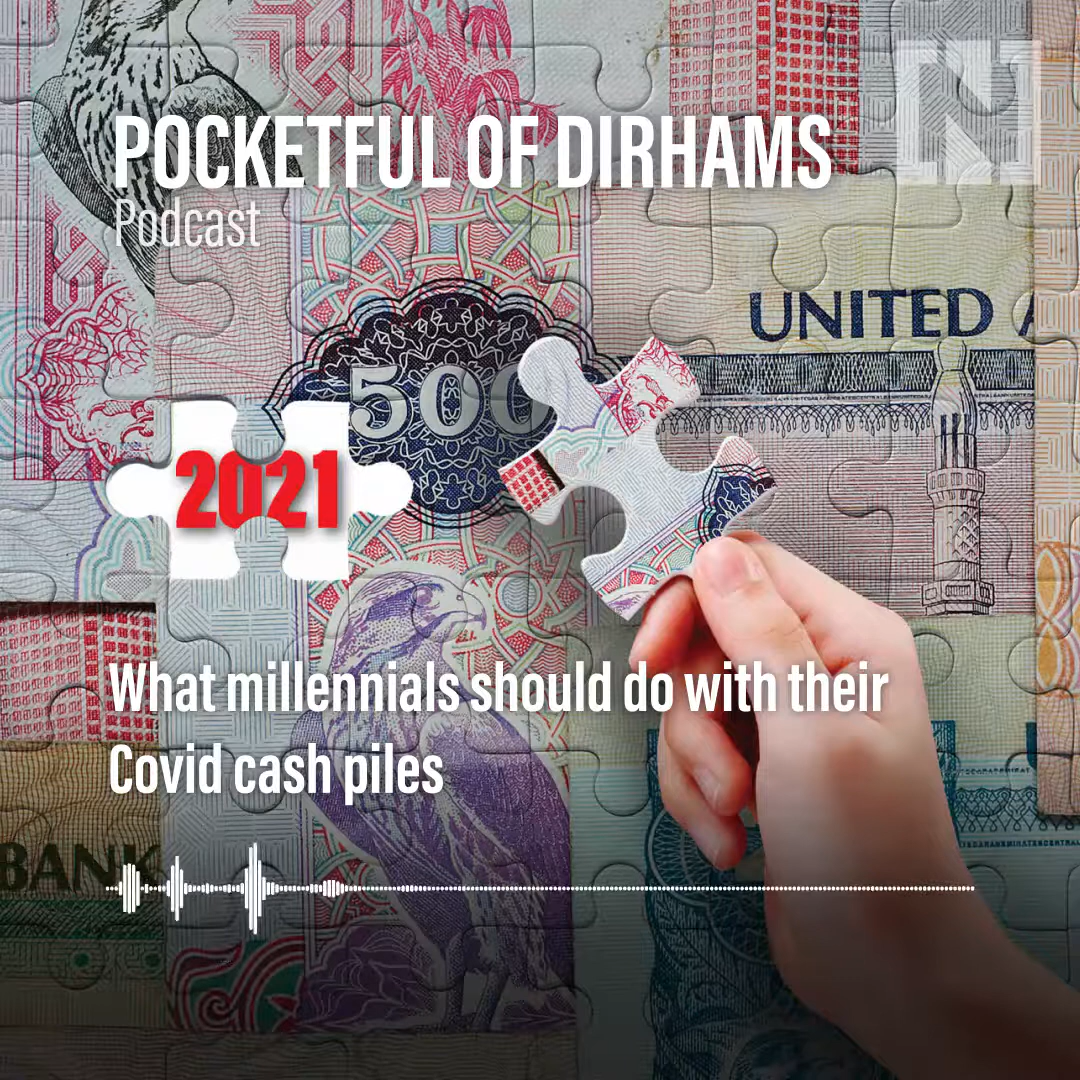 POCKETFUL OF DIRHAMS
Podcast
N
UNITED A
500
2021
What millennials should do with their
Covid cash piles
BANK